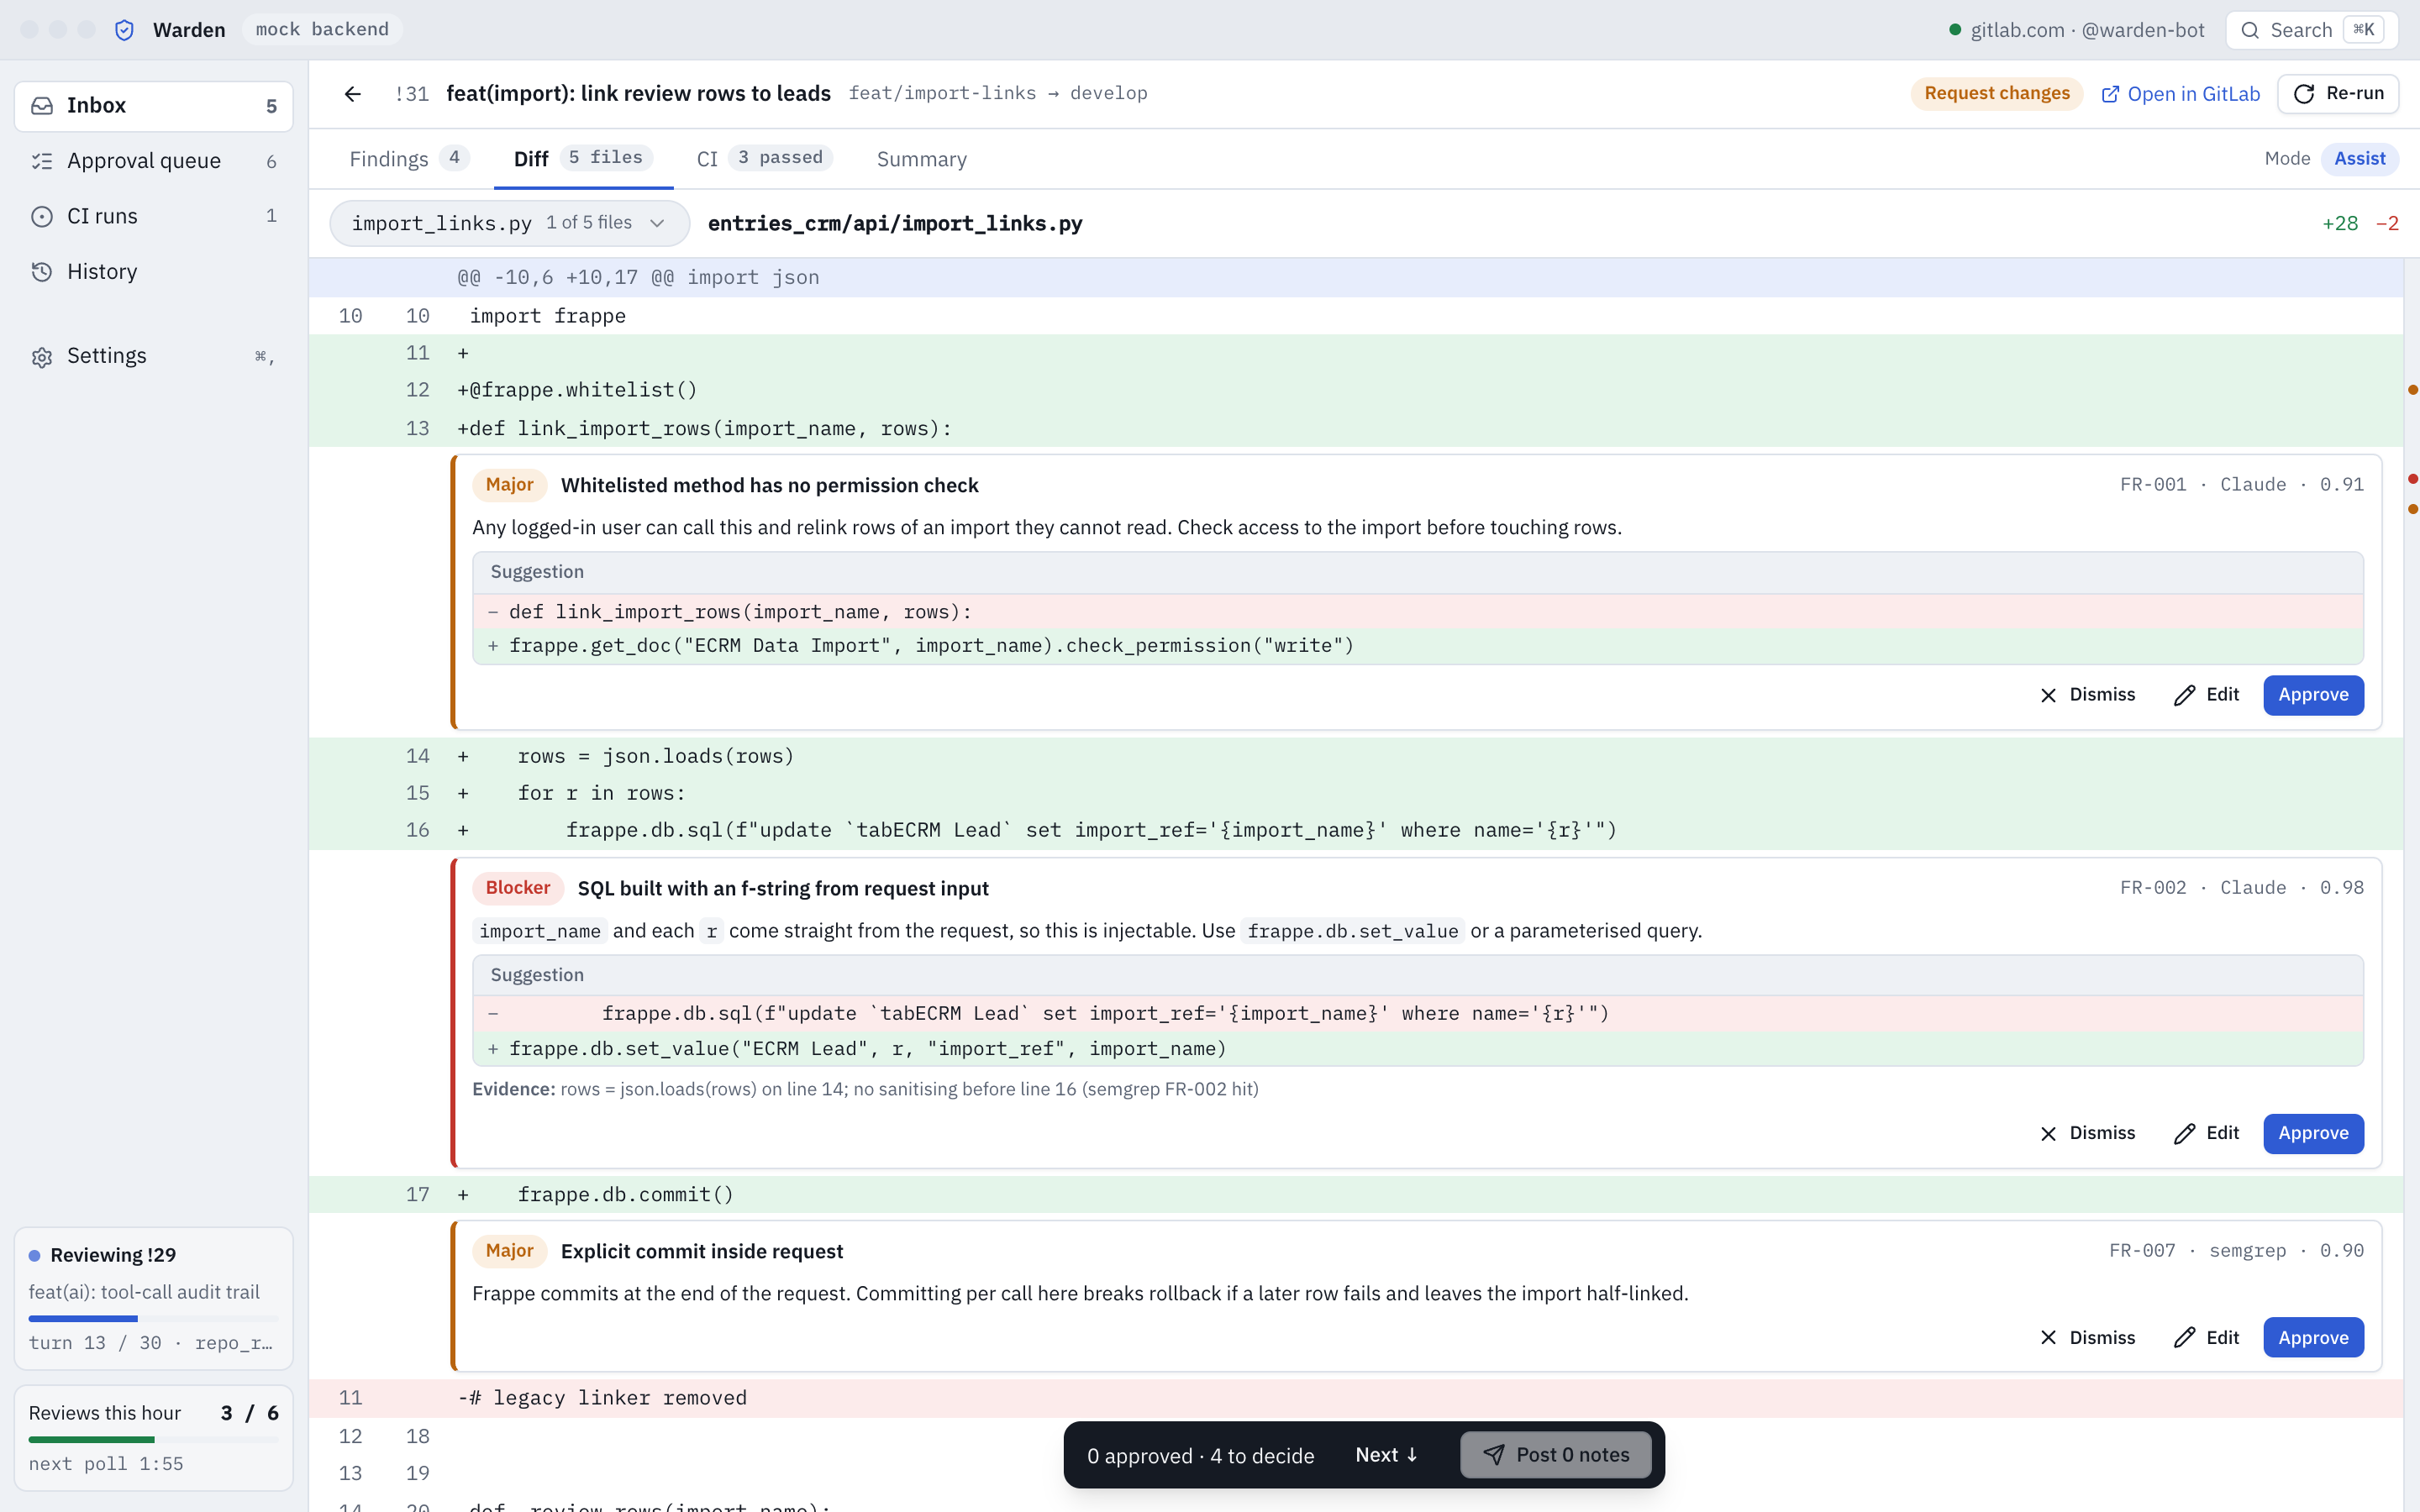 Warden mock backend
gitlab.com · @warden-bot
Search ⌘K
Inbox 5
Approval queue 6
CI runs 1
History
Settings ⌘,
!31 feat(import): link review rows to leads feat/import-links → develop
Request changes Open in GitLab Re-run
Findings 4 Diff 5 files CI 3 passed Summary
Mode Assist
import_links.py 1 of 5 files entries_crm/api/import_links.py
+28 −2
@@ -10,6 +10,17 @@ import json
10 10 import frappe
11 +
12 +@frappe.whitelist()
13 +def link_import_rows(import_name, rows):
Major Whitelisted method has no permission check FR-001 · Claude · 0.91
Any logged-in user can call this and relink rows of an import they cannot read. Check access to the import before touching rows.
Suggestion
− def link_import_rows(import_name, rows):
+ frappe.get_doc("ECRM Data Import", import_name).check_permission("write")
Dismiss Edit Approve
14 + rows = json.loads(rows)
15 + for r in rows:
16 + frappe.db.sql(f"update `tabECRM Lead` set import_ref='{import_name}' where name='{r}'")
Blocker SQL built with an f-string from request input FR-002 · Claude · 0.98
import_name and each r come straight from the request, so this is injectable. Use frappe.db.set_value or a parameterised query.
Suggestion
− frappe.db.sql(f"update `tabECRM Lead` set import_ref='{import_name}' where name='{r}'")
+ frappe.db.set_value("ECRM Lead", r, "import_ref", import_name)
Evidence: rows = json.loads(rows) on line 14; no sanitising before line 16 (semgrep FR-002 hit)
Dismiss Edit Approve
17 + frappe.db.commit()
Major Explicit commit inside request FR-007 · semgrep · 0.90
Frappe commits at the end of the request. Committing per call here breaks rollback if a later row fails and leaves the import half-linked.
Dismiss Edit Approve
11 -# legacy linker removed
12 18
13 19
14 20 def _review_rows(import_name):
Reviewing !29
feat(ai): tool-call audit trail
turn 13 / 30 · repo_r…
Reviews this hour 3 / 6
next poll 1:55
0 approved · 4 to decide Next ↓ Post 0 notes